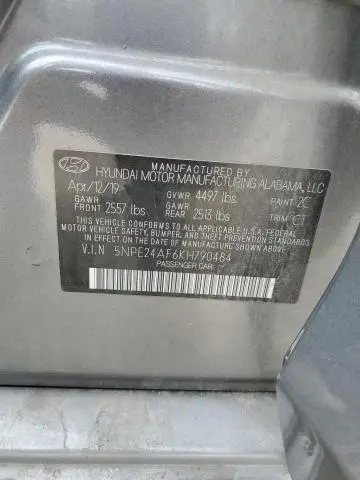 MANUFACTURED BY
HYUNDAI MOTOR MANUFACTURING ALABAMA, LLC
Apr/12/19 GVWR 4497 lbs PAINT 2C
GAWR FRONT 2557 lbs GAWR REAR 2513 lbs TRIM CT
THIS VEHICLE CONFORMS TO ALL APPLICABLE U.S.A. FEDERAL
MOTOR VEHICLE SAFETY, BUMPER, AND THEFT PREVENTION
STANDARDS IN EFFECT ON THE DATE OF MANUFACTURE SHOWN ABOVE.
V.I.N 5NPE24AF6KH790484
PASSENGER CAR